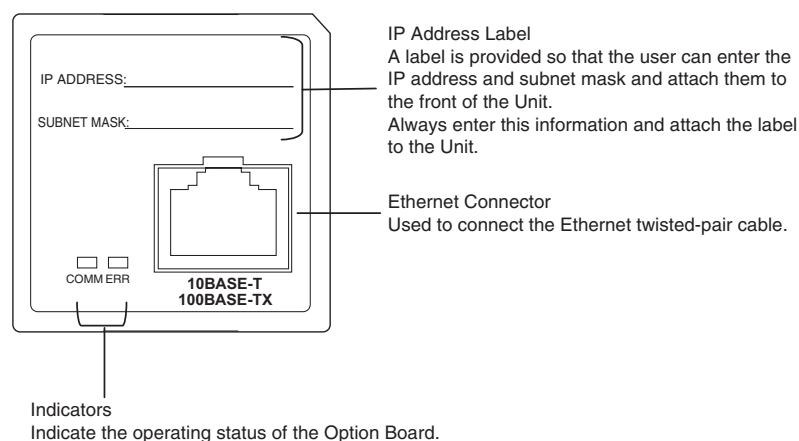 IP Address Label
A label is provided so that the user can enter the
IP address and subnet mask and attach them to
the front of the Unit.
Always enter this information and attach the label
to the Unit.
IP ADDRESS:
SUBNET MASK:
Ethernet Connector
Used to connect the Ethernet twisted-pair cable.
COMM ERR
10BASE-T
100BASE-TX
Indicators
Indicate the operating status of the Option Board.